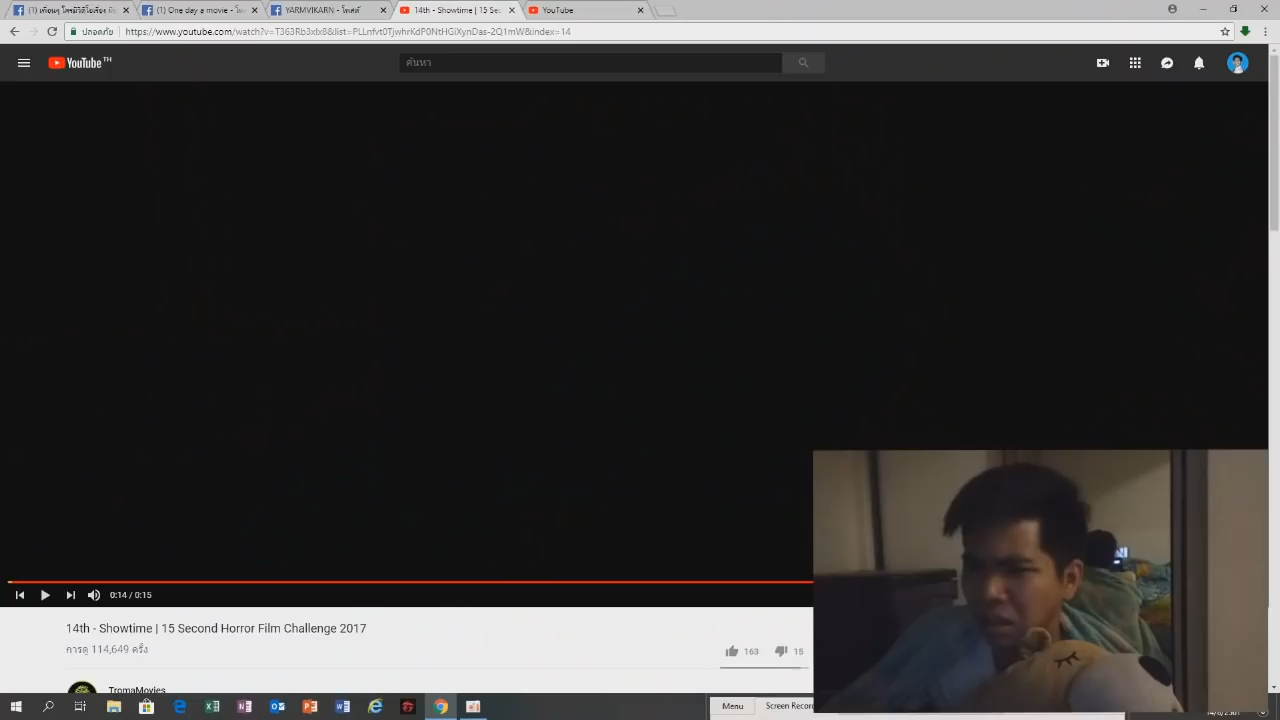 (1) One day a movie - โพ
YARMVIKARN - โพสต์
14th - Showtime | 15 Sec
YouTube
ปลอดภัย
https://www.youtube.com/watch?v=T363Rb3xlx8&list=PLLnfvt0TjwhrKdP0NtHGiXynDas-2Q1mW&index=14
YouTube TH
ค้นหา
0:14 / 0:15
14th - Showtime | 15 Second Horror Film Challenge 2017
การดู 114,649 ครั้ง
163
15
TromaMovies
Menu
Screen Record